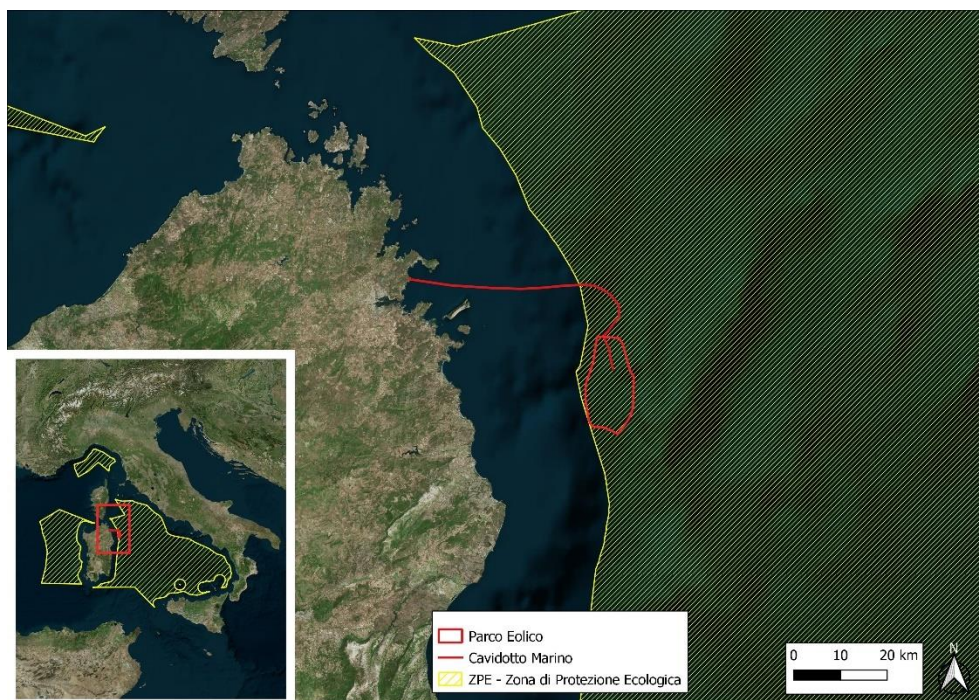 Parco Eolico
Cavidotto Marino
ZPE - Zona di Protezione Ecologica
0 10 20 km
N